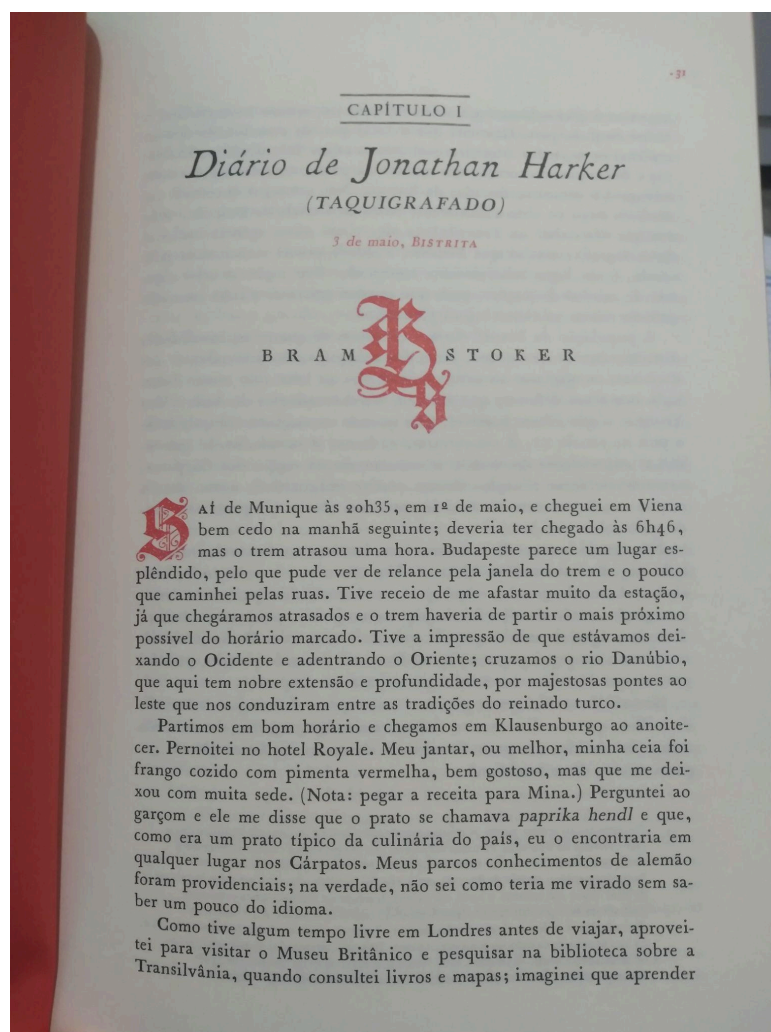 ·31
CAPÍTULO I
Diário de Jonathan Harker
(TAQUIGRAFADO)
3 de maio, BISTRITA
BRAM BS STOKER
SAÍ de Munique às 20h35, em 1º de maio, e cheguei em Viena
bem cedo na manhã seguinte; deveria ter chegado às 6h46,
mas o trem atrasou uma hora. Budapeste parece um lugar es-
plêndido, pelo que pude ver de relance pela janela do trem e o pouco
que caminhei pelas ruas. Tive receio de me afastar muito da estação,
já que chegáramos atrasados e o trem haveria de partir o mais próximo
possível do horário marcado. Tive a impressão de que estávamos dei-
xando o Ocidente e adentrando o Oriente; cruzamos o rio Danúbio,
que aqui tem nobre extensão e profundidade, por majestosas pontes ao
leste que nos conduziram entre as tradições do reinado turco.
Partimos em bom horário e chegamos em Klausenburgo ao anoite-
cer. Pernoitei no hotel Royale. Meu jantar, ou melhor, minha ceia foi
frango cozido com pimenta vermelha, bem gostoso, mas que me dei-
xou com muita sede. (Nota: pegar a receita para Mina.) Perguntei ao
garçom e ele me disse que o prato se chamava paprika hendl e que,
como era um prato típico da culinária do país, eu o encontraria em
qualquer lugar nos Cárpatos. Meus parcos conhecimentos de alemão
foram providenciais; na verdade, não sei como teria me virado sem sa-
ber um pouco do idioma.
Como tive algum tempo livre em Londres antes de viajar, aprovei-
tei para visitar o Museu Britânico e pesquisar na biblioteca sobre a
Transilvânia, quando consultei livros e mapas; imaginei que aprender